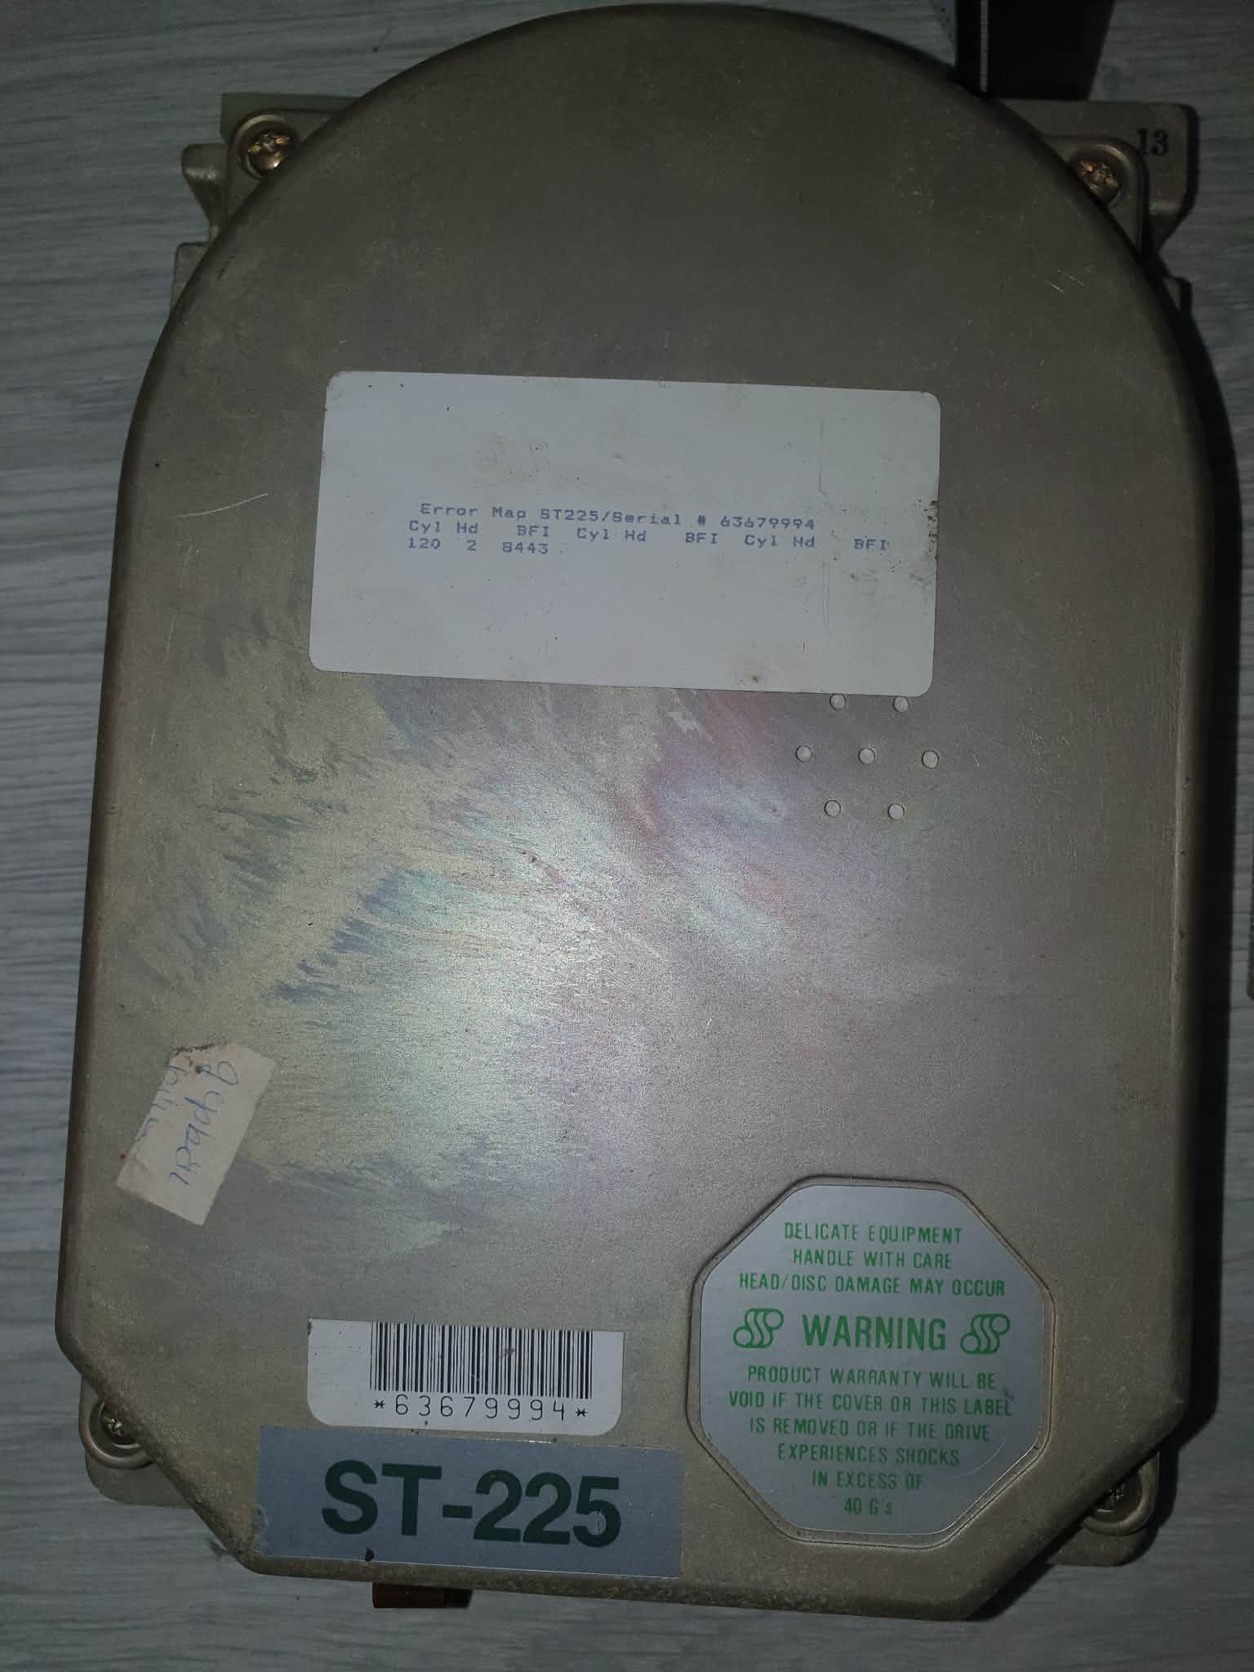 13
Error Map ST225/Serial # 63679994
Cyl Hd BFI Cyl Hd BFI Cyl Hd BFI
120 2 8443
DELICATE EQUIPMENT
HANDLE WITH CARE
HEAD/DISC DAMAGE MAY OCCUR
WARNING
PRODUCT WARRANTY WILL BE
VOID IF THE COVER OR THIS LABEL
IS REMOVED OR IF THE DRIVE
EXPERIENCES SHOCKS
IN EXCESS OF
40 G's
*63679994*
ST-225